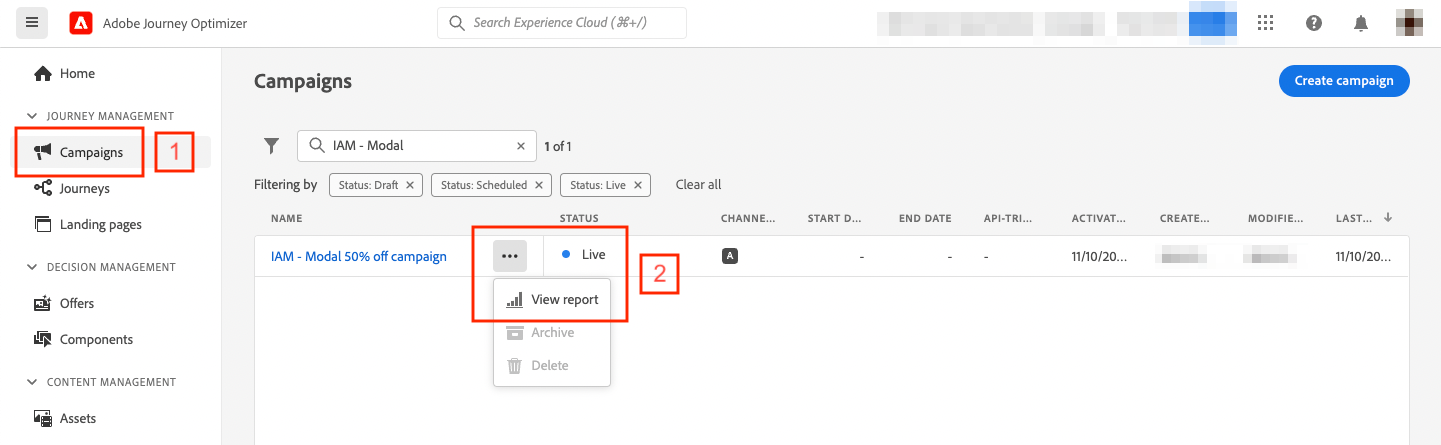 Adobe Journey Optimizer
Search Experience Cloud (⌘+/)
Home
Campaigns
Create campaign
JOURNEY MANAGEMENT
Campaigns
1
IAM - Modal
1 of 1
Journeys
Filtering by
Status: Draft
Status: Scheduled
Status: Live
Clear all
Landing pages
NAME
STATUS
CHANNE...
START D...
END DATE
API-TRI...
ACTIVAT...
CREATE...
MODIFIE...
LAST...
DECISION MANAGEMENT
IAM - Modal 50% off campaign
Live
A
-
-
-
11/10/20...
11/10/20...
2
Offers
View report
Components
Archive
Delete
CONTENT MANAGEMENT
Assets